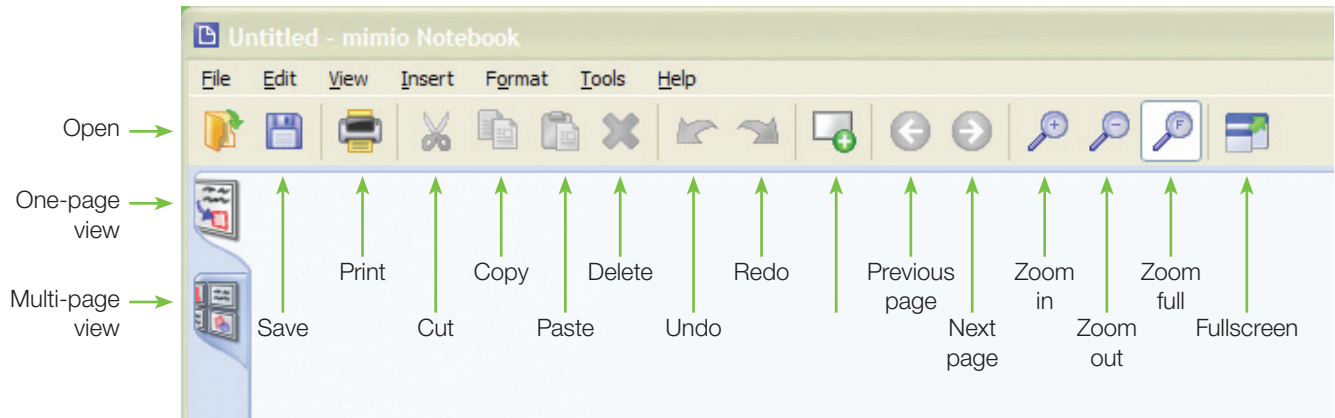 Untitled - mimio Notebook
File Edit View Insert Format Tools Help
Open
One-page
view
Multi-page
view
Save
Print
Cut
Copy
Paste
Delete
Undo
Redo
Previous
page
Next
page
Zoom
in
Zoom
out
Zoom
full
Fullscreen
F